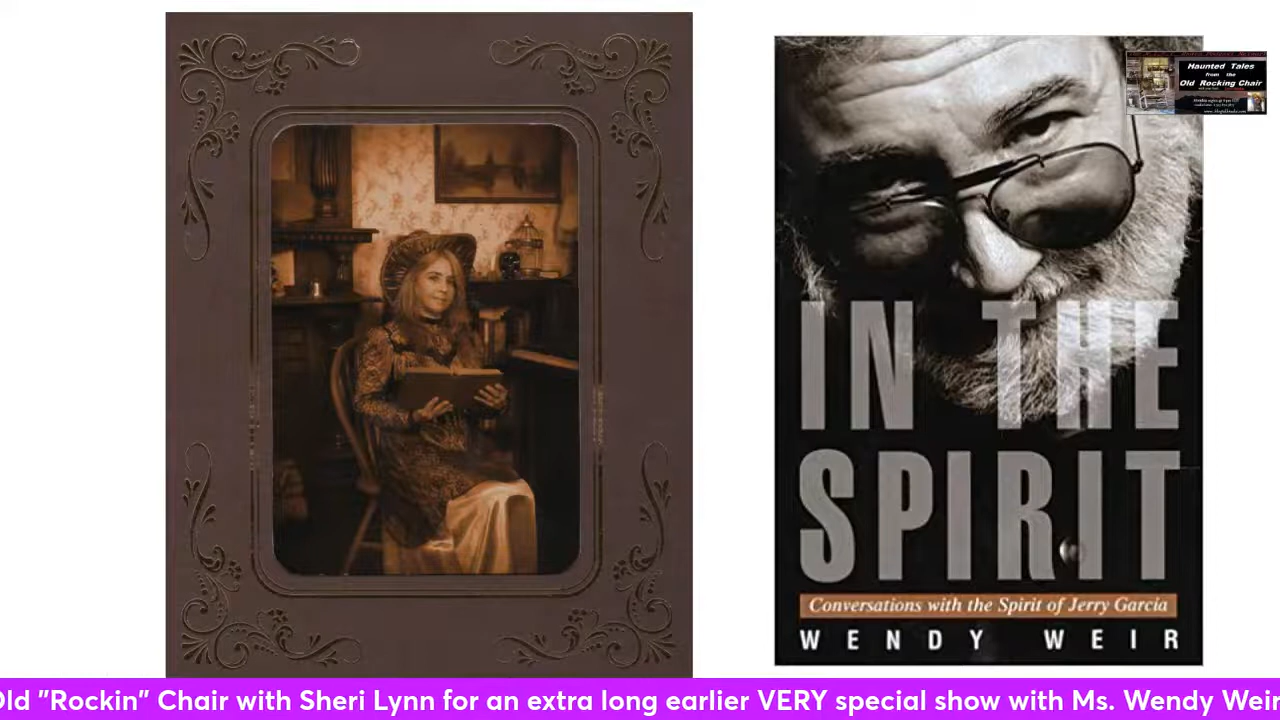 Haunted Tales
from the
Old Rocking Chair
IN THE
SPIRIT
Conversations with the Spirit of Jerry Garcia
WENDY WEIR
Old "Rockin" Chair with Sheri Lynn for an extra long earlier VERY special show with Ms. Wendy Weir